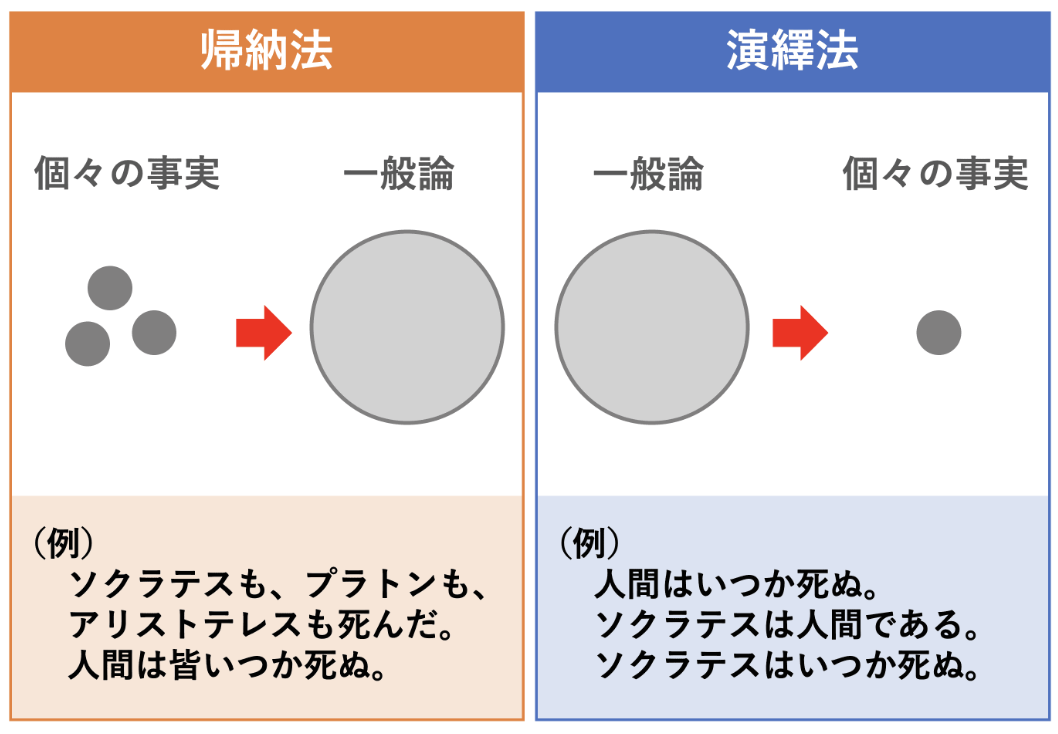 帰納法
個々の事実
一般論
(例)
ソクラテスも、プラトンも、
アリストテレスも死んだ。
人間は皆いつか死ぬ。
演繹法
一般論
個々の事実
(例)
人間はいつか死ぬ。
ソクラテスは人間である。
ソクラテスはいつか死ぬ。